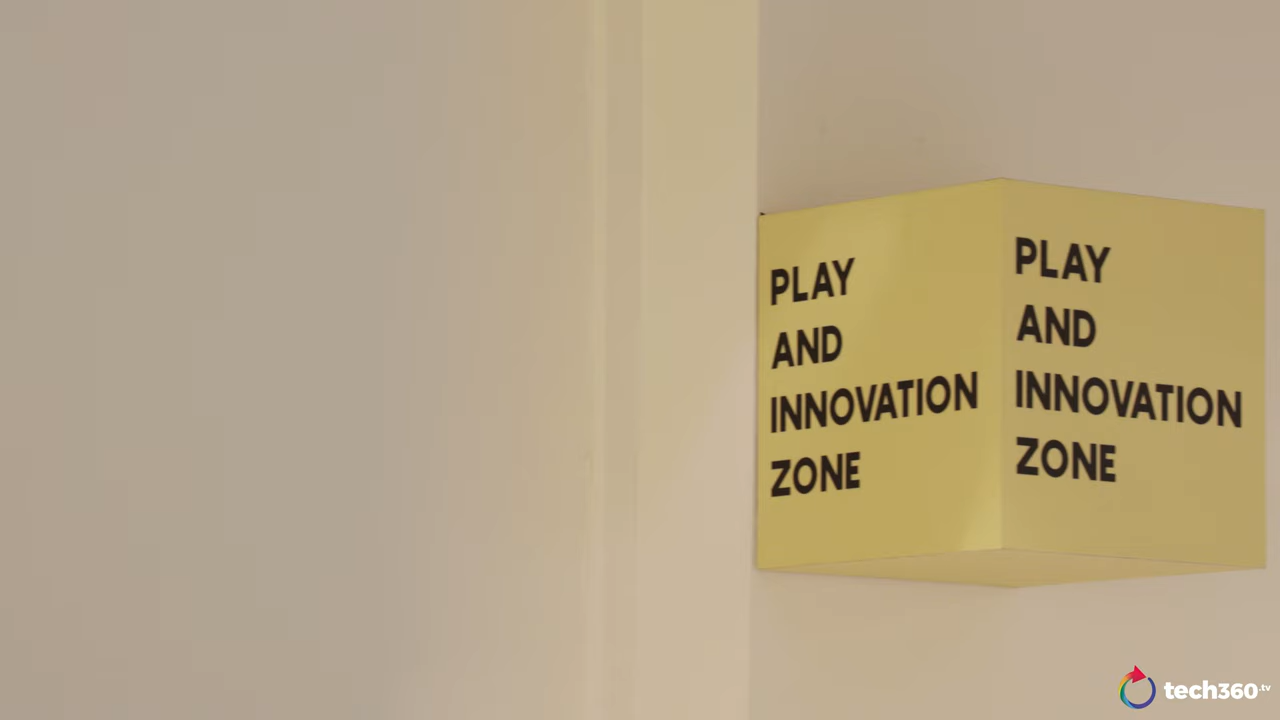 PLAY
AND
INNOVATION
ZONE
PLAY
AND
INNOVATION
ZONE
tech360.tv